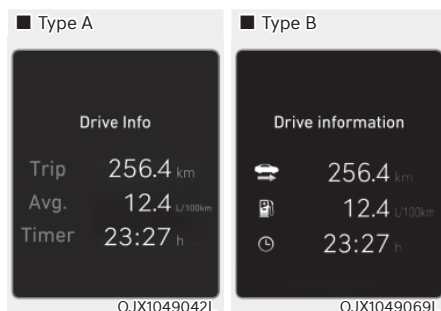 ■ Type A
Drive Info
Trip 256.4 km
Avg. 12.4 L/100km
Timer 23:27 h
OJX1049042L
■ Type B
Drive information
256.4 km
12.4 L/100km
23:27 h
OJX1049069L